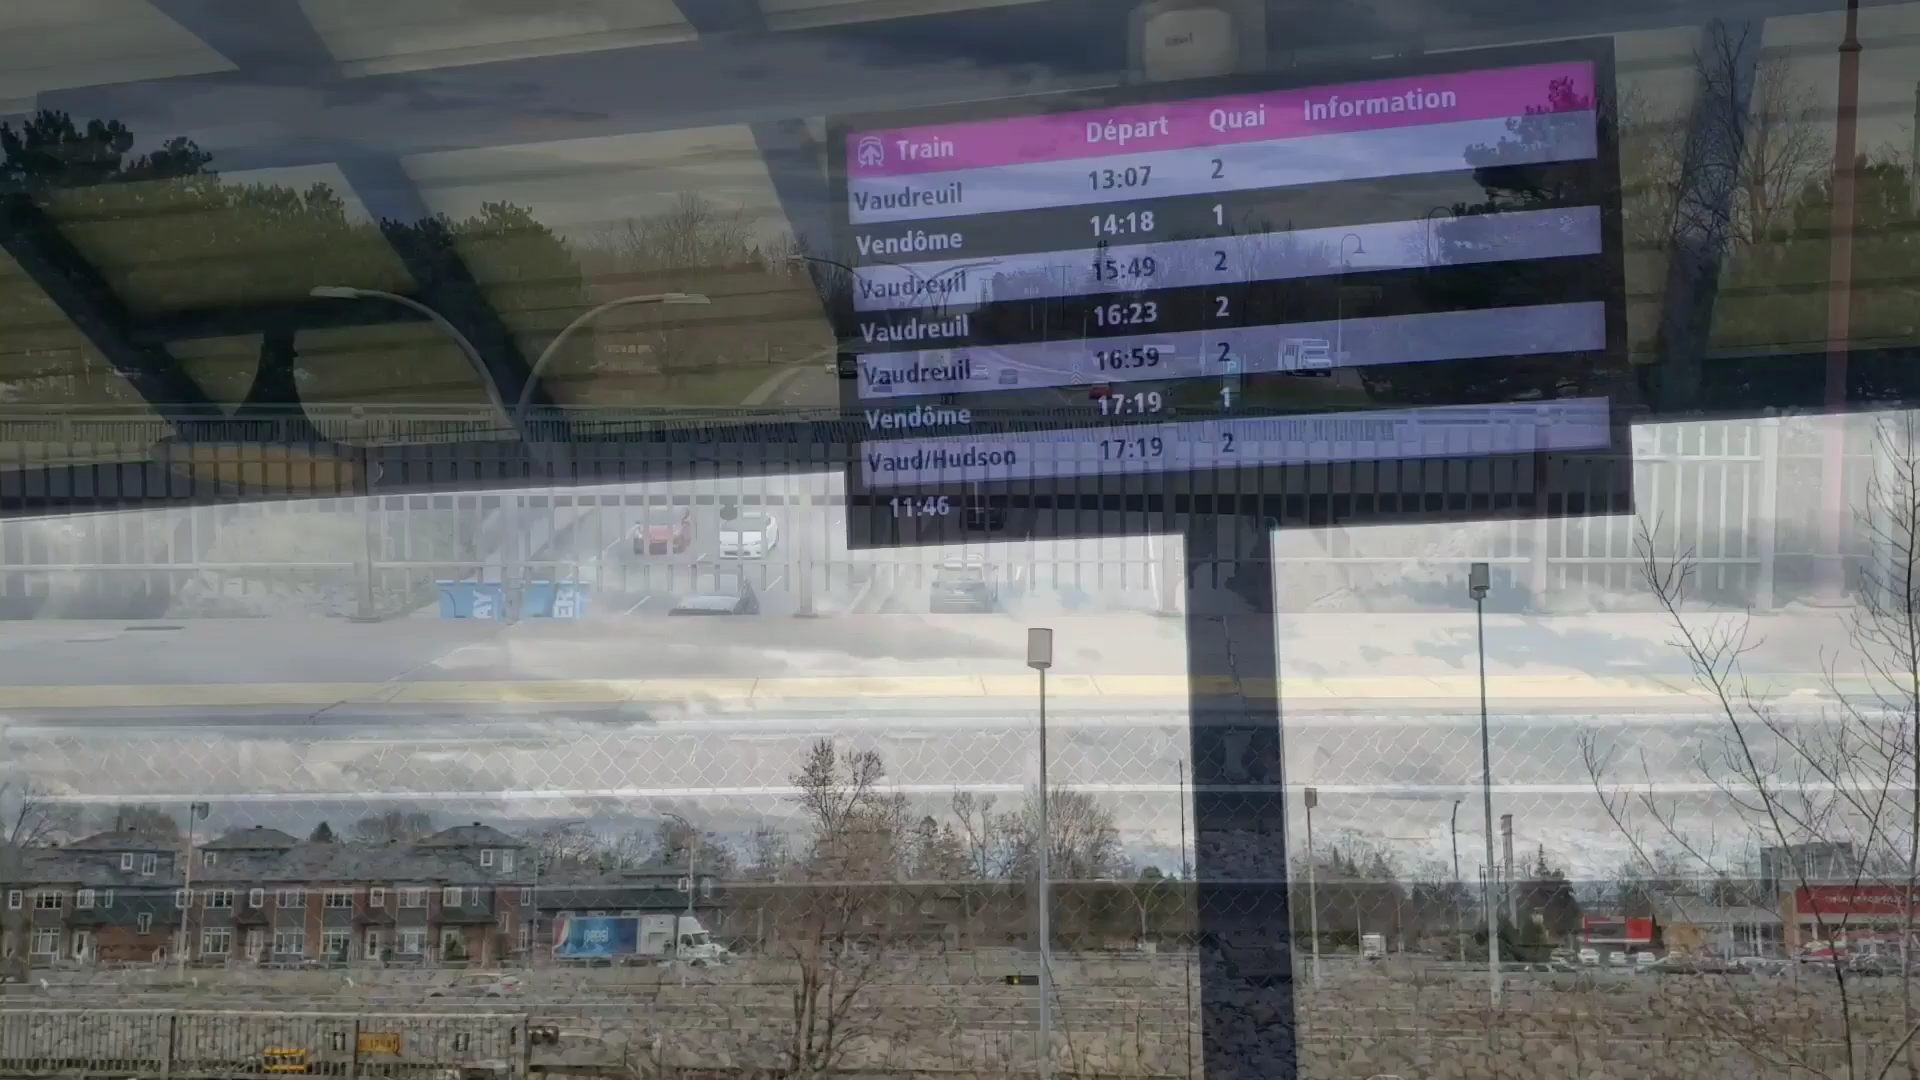 Train Départ Quai Information
Vaudreuil 13:07 2
Vendôme 14:18 1
Vaudreuil 15:49 2
Vaudreuil 16:23 2
Vaudreuil 16:59 2
Vendôme 17:19 1
Vaud/Hudson 17:19 2
11:46
P
pepsi